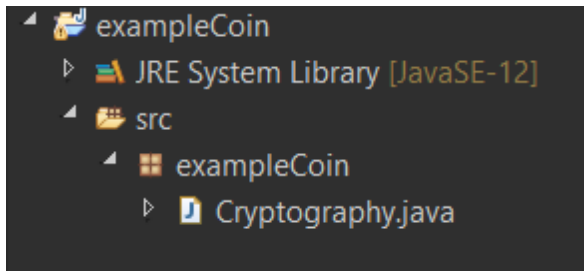 exampleCoin
JRE System Library [JavaSE-12]
src
exampleCoin
Cryptography.java